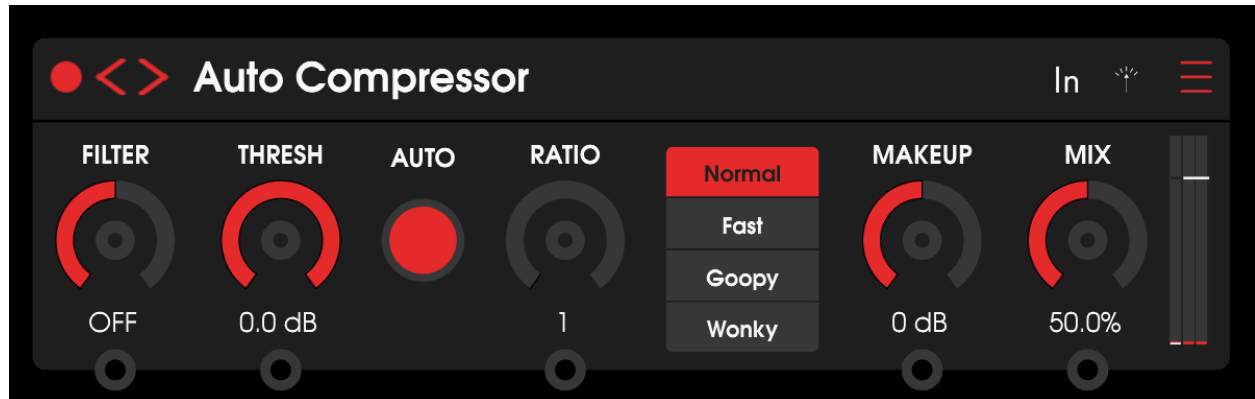 Auto Compressor In
FILTER THRESH AUTO RATIO MAKEUP MIX
Normal
Fast
Goopy
Wonky
OFF 0.0 dB 1 0 dB 50.0%